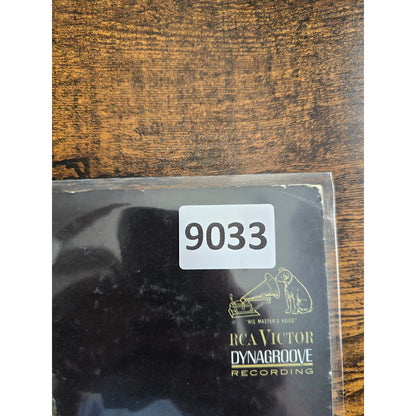 9033
"HIS MASTER'S VOICE"
RCA VICTOR
DYNAGROOVE
RECORDING